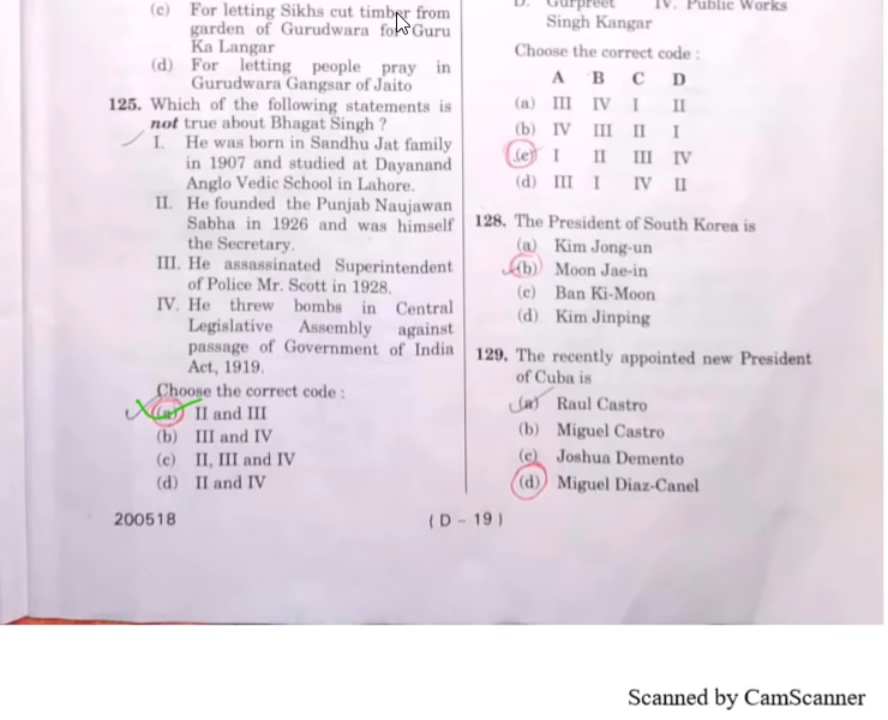 (c) For letting Sikhs cut timber from
garden of Gurudwara for Guru
Ka Langar
(d) For letting people pray in
Gurudwara Gangsar of Jaito
125. Which of the following statements is
not true about Bhagat Singh ?
I. He was born in Sandhu Jat family
in 1907 and studied at Dayanand
Anglo Vedic School in Lahore.
II. He founded the Punjab Naujawan
Sabha in 1926 and was himself
the Secretary.
III. He assassinated Superintendent
of Police Mr. Scott in 1928.
IV. He threw bombs in Central
Legislative Assembly against
passage of Government of India
Act, 1919.
Choose the correct code :
(a) II and III
(b) III and IV
(c) II, III and IV
(d) II and IV
200518
( D – 19 )
D. Gurpreet IV. Public Works
Singh Kangar
Choose the correct code :
A B C D
(a) III IV I II
(b) IV III II I
(c) I II III IV
(d) III I IV II
128. The President of South Korea is
(a) Kim Jong-un
(b) Moon Jae-in
(c) Ban Ki-Moon
(d) Kim Jinping
129. The recently appointed new President
of Cuba is
(a) Raul Castro
(b) Miguel Castro
(c) Joshua Demento
(d) Miguel Diaz-Canel
Scanned by CamScanner